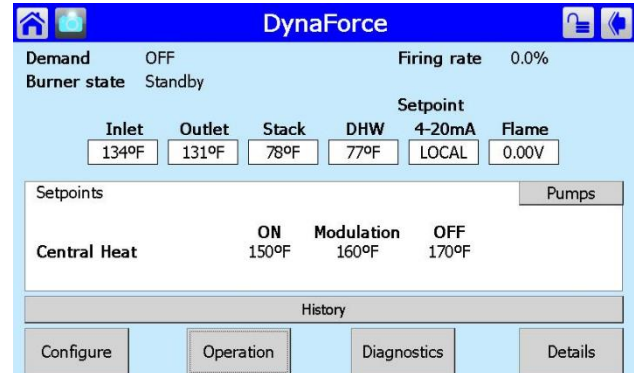 DynaForce
Demand OFF Firing rate 0.0%
Burner state Standby
Setpoint
Inlet Outlet Stack DHW 4-20mA Flame
134ºF 131ºF 78ºF 77ºF LOCAL 0.00V
Setpoints Pumps
ON Modulation OFF
Central Heat 150ºF 160ºF 170ºF
History
Configure Operation Diagnostics Details